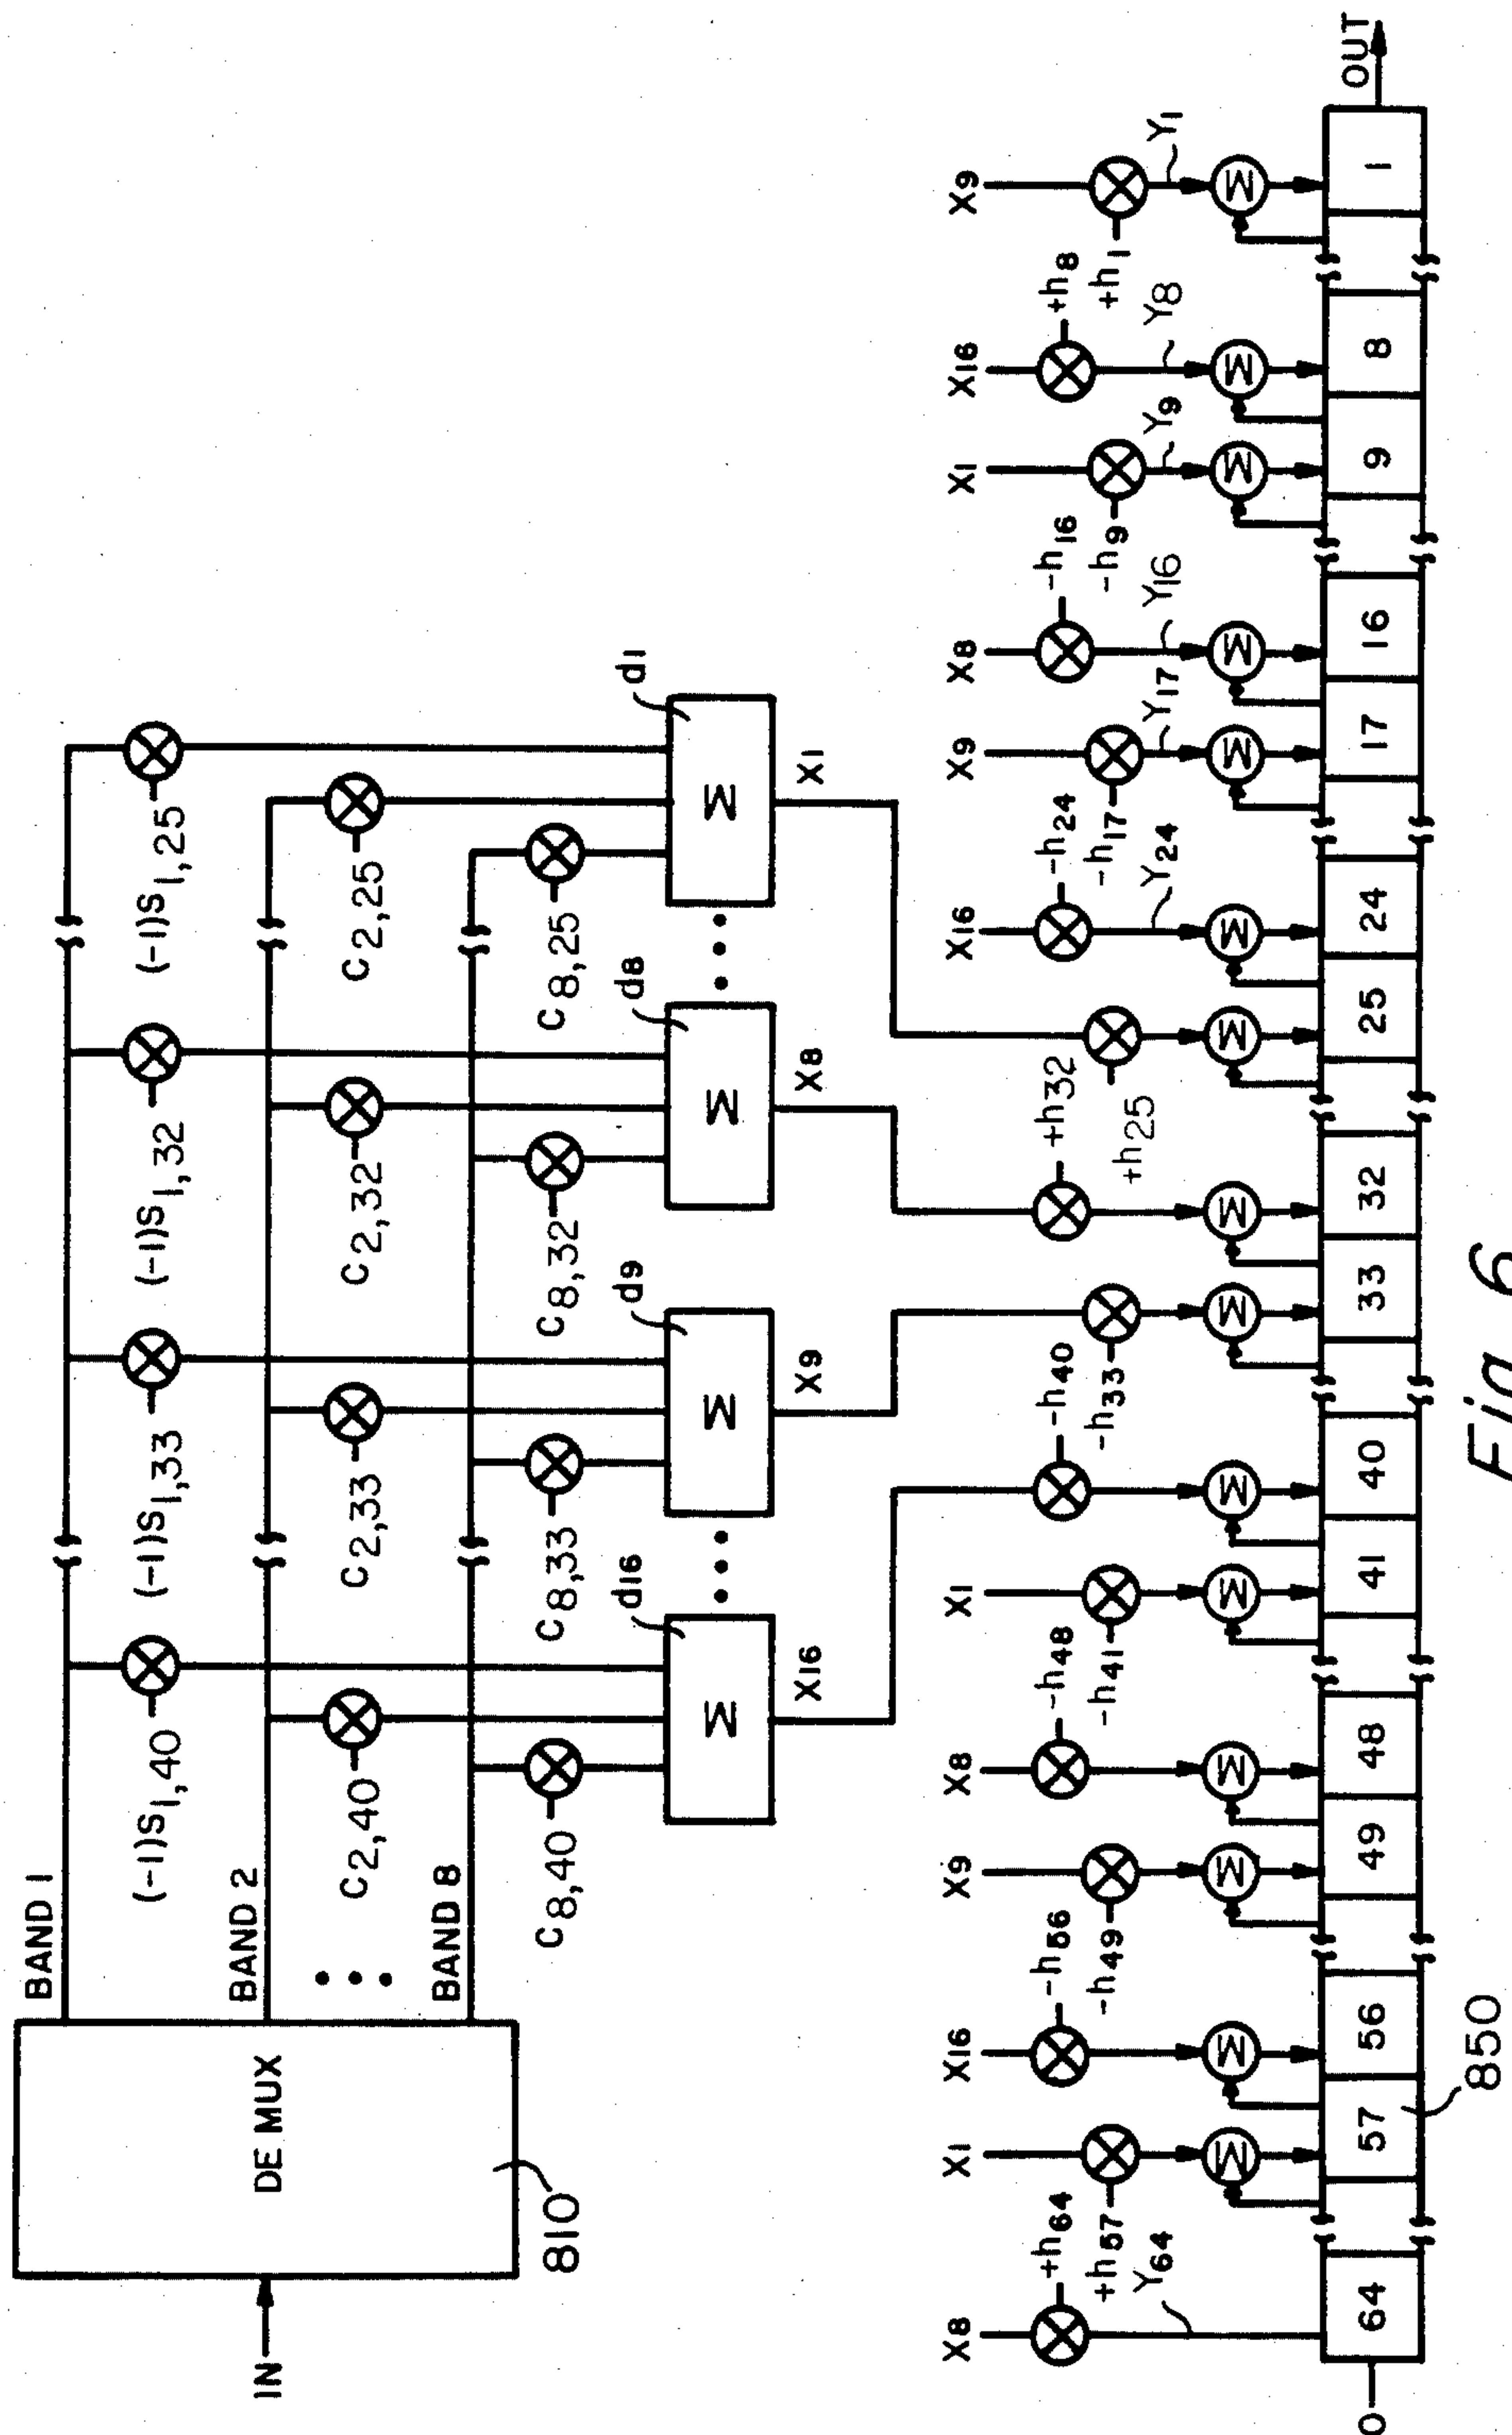 IN
DE MUX
810
BAND 1
BAND 2
BAND 8
(-1)S1,40
(-1)S1,33
(-1)S1,32
(-1)S1,25
C2,40
C2,33
C2,32
C2,25
C8,40
C8,33
C8,32
C8,25
d16
d9
d8
d1
Σ Σ Σ Σ
X16
X9
X8
X1
X8 X1 X16 X9 X8 X1 X16 X9 X8 X1 X16 X9
+h64 +h57 -h56 -h49 -h48 -h41 -h40 -h33 +h32 +h25 -h24 -h17 -h16 -h9 +h8 +h1
Y64 Y24 Y17 Y16 Y9 Y8 Y1
Σ Σ Σ Σ Σ Σ Σ Σ Σ Σ Σ Σ Σ Σ Σ
0 64 57 56 49 48 41 40 33 32 25 24 17 16 9 8 1 OUT
850
Fig. 6